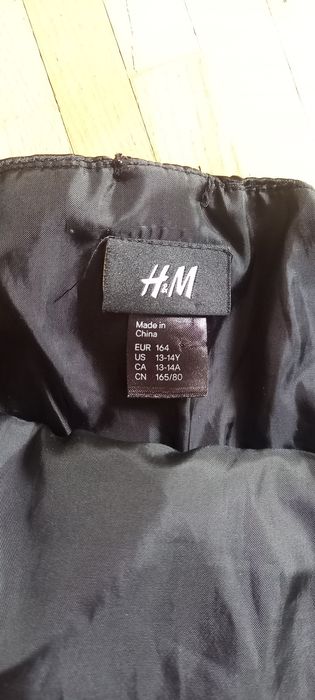 H&M
Made in
China
EUR 164
US 13-14Y
CA 13-14A
CN 165/80